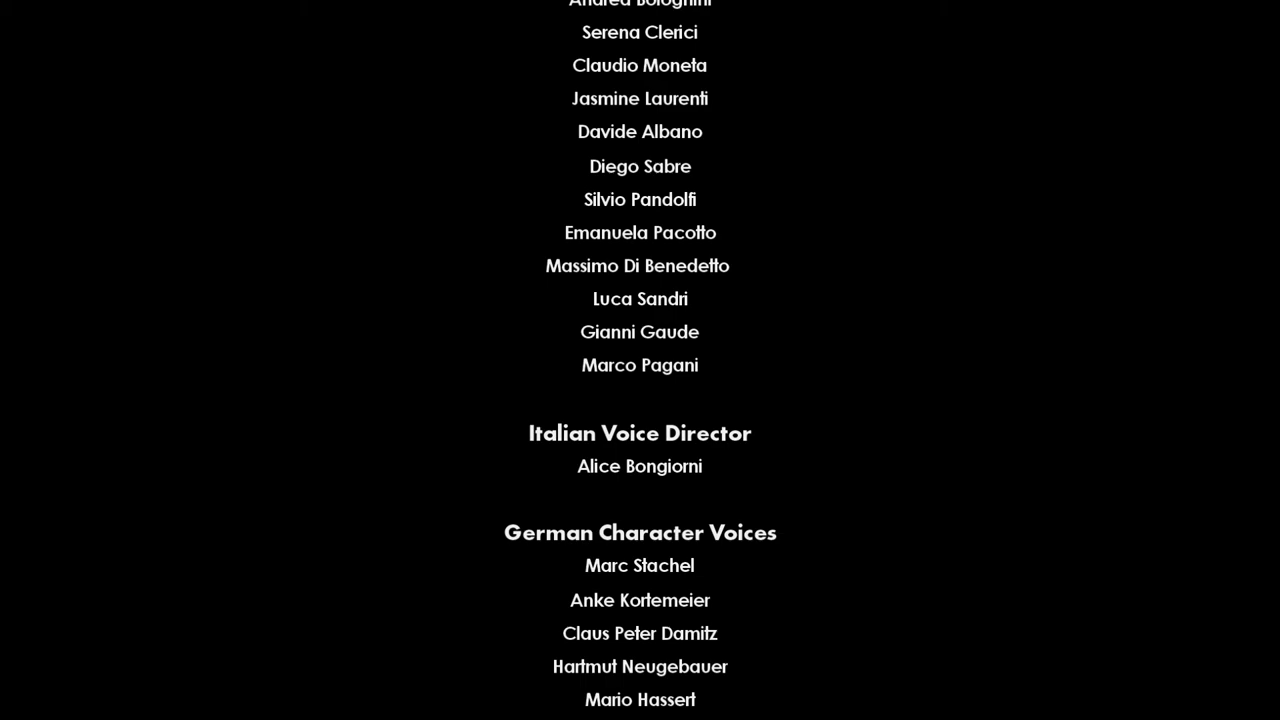 Andrea Bolognini
Serena Clerici
Claudio Moneta
Jasmine Laurenti
Davide Albano
Diego Sabre
Silvio Pandolfi
Emanuela Pacotto
Massimo Di Benedetto
Luca Sandri
Gianni Gaude
Marco Pagani
Italian Voice Director
Alice Bongiorni
German Character Voices
Marc Stachel
Anke Kortemeier
Claus Peter Damitz
Hartmut Neugebauer
Mario Hassert